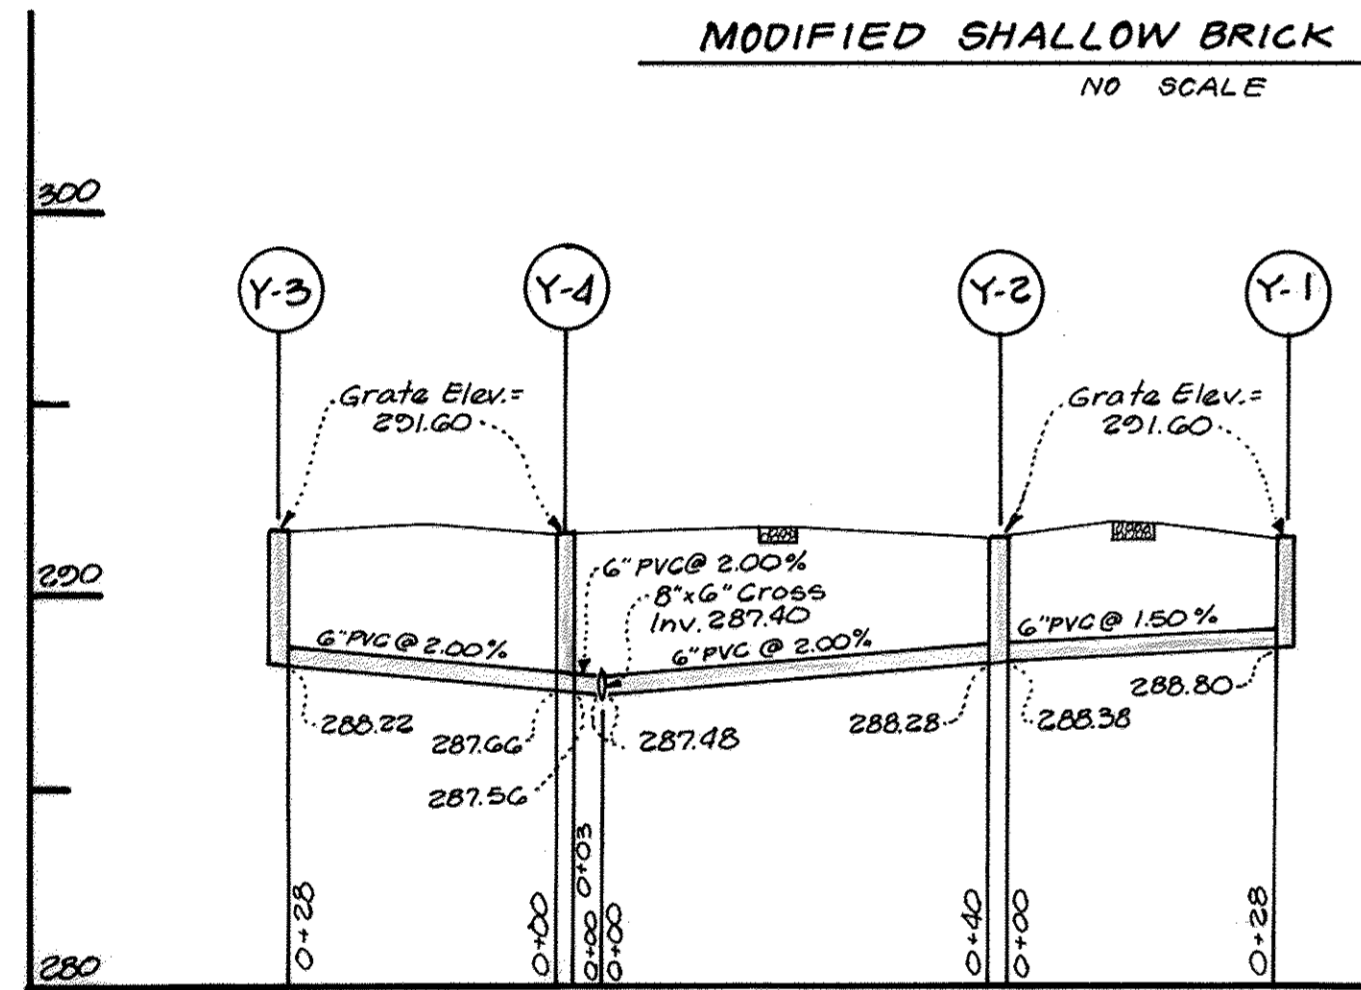 MODIFIED SHALLOW BRICK
NO SCALE
300
Y-3
Y-4
Y-2
Y-1
Grate Elev.=
291.60
Grate Elev.=
291.60
290
6" PVC @ 2.00%
8"x6" Cross
Inv. 287.40
6" PVC @ 2.00%
6" PVC @ 2.00%
6" PVC @ 1.50%
288.22
287.66
287.56
287.48
288.28
288.38
288.80
0+28
0+00
0+03
0+00
0+00
0+40
0+00
0+28
280